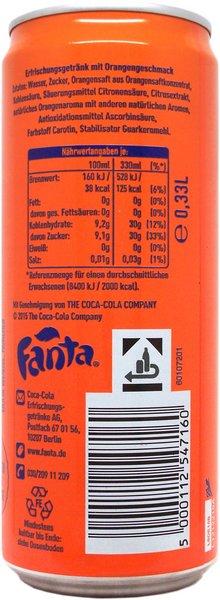 Erfrischungsgetränk mit Orangengeschmack
Zutaten: Wasser, Zucker, Orangensaft aus Orangensaftkonzentrat,
Kohlensäure, Säuerungsmittel Citronensäure, Citrusextrakt,
Natürliches Orangenaroma mit anderen natürlichen Aromen,
Antioxidationsmittel Ascorbinsäure,
Farbstoff Carotin, Stabilisator Guarkernmehl.
Nährwertangaben je:
100ml 330ml (%*)
Brennwert: 160 kJ / 528 kJ /
38 kcal 125 kcal (6%)
Fett: 0g 0g (0%)
davon ges. Fettsäuren: 0g 0g (0%)
Kohlenhydrate: 9,2g 30g (12%)
davon Zucker: 9,1g 30g (33%)
Eiweiß: 0g 0g (0%)
Salz: 0,01g 0,03g (1%)
*Referenzmenge für einen durchschnittlichen
Erwachsenen (8400 kJ / 2000 kcal).
e 0,33L
Mit Genehmigung von THE COCA-COLA COMPANY
© 2015 The Coca-Cola Company
Fanta
60107201
Coca-Cola
Erfrischungs-
getränke AG,
Postfach 67 01 56,
10207 Berlin
www.fanta.de
030/209 11 209
FE
Mindestens
haltbar bis Ende:
siehe Dosenboden
5000112547160